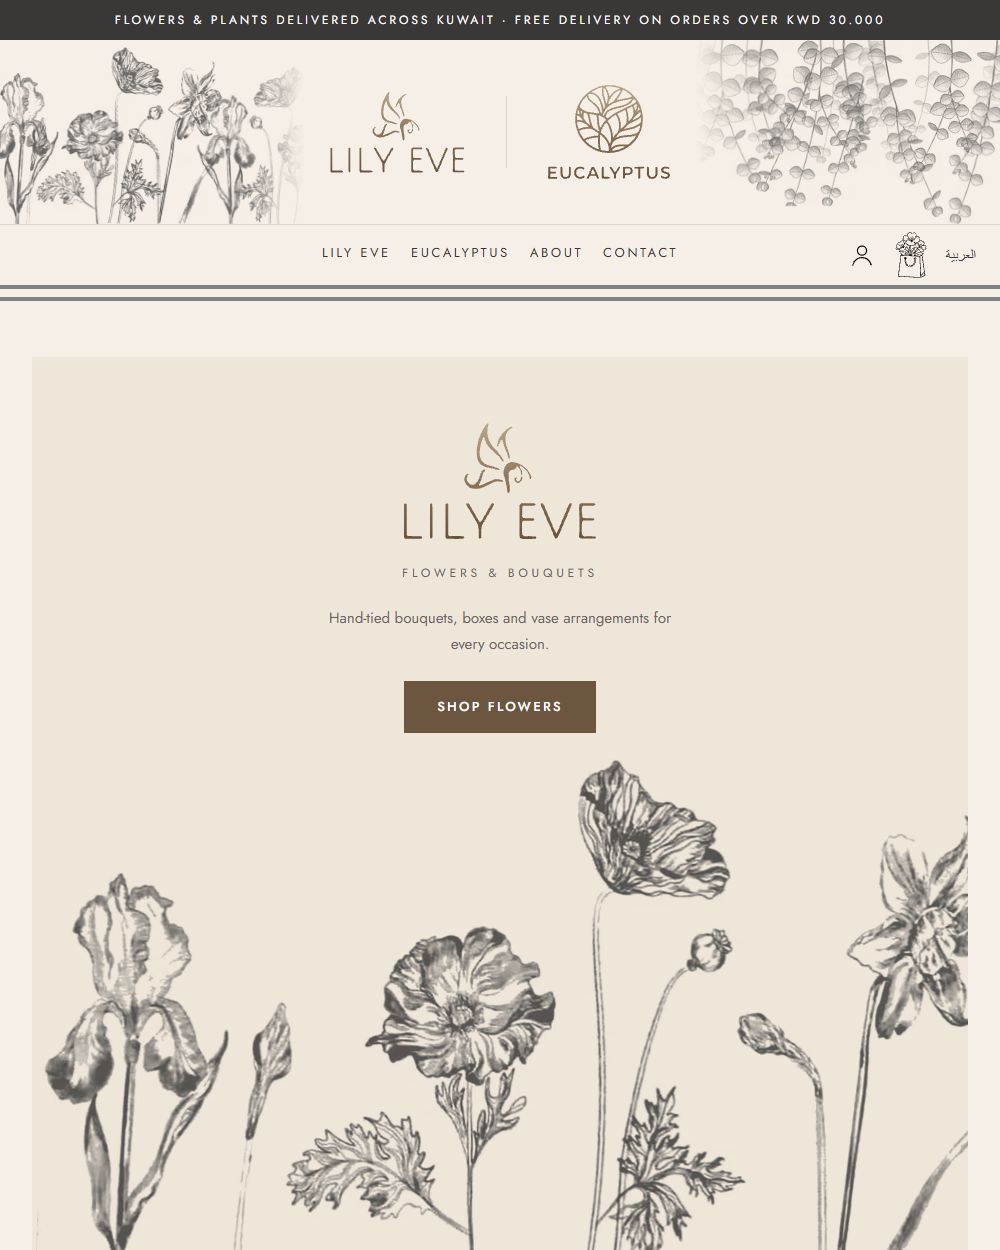 FLOWERS & PLANTS DELIVERED ACROSS KUWAIT · FREE DELIVERY ON ORDERS OVER KWD 30.000
LILY EVE
EUCALYPTUS
LILY EVE EUCALYPTUS ABOUT CONTACT العربية
LILY EVE
FLOWERS & BOUQUETS
Hand-tied bouquets, boxes and vase arrangements for
every occasion.
SHOP FLOWERS